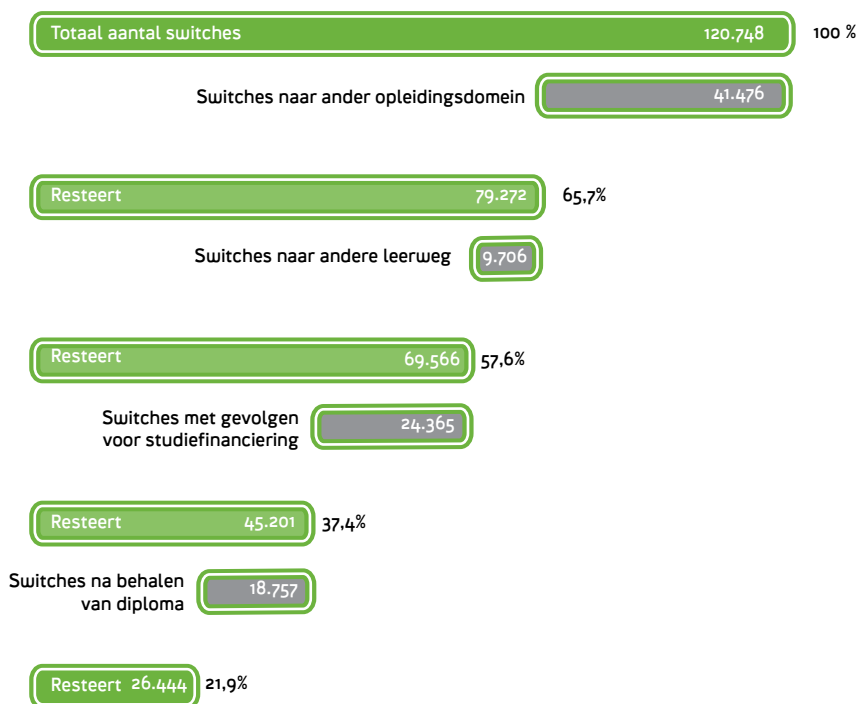 Totaal aantal switches 120.748 100 %
Switches naar ander opleidingsdomein 41.476
Resteert 79.272 65,7%
Switches naar andere leerweg 9.706
Resteert 69.566 57,6%
Switches met gevolgen
voor studiefinanciering 24.365
Resteert 45.201 37,4%
Switches na behalen
van diploma 18.757
Resteert 26.444 21,9%